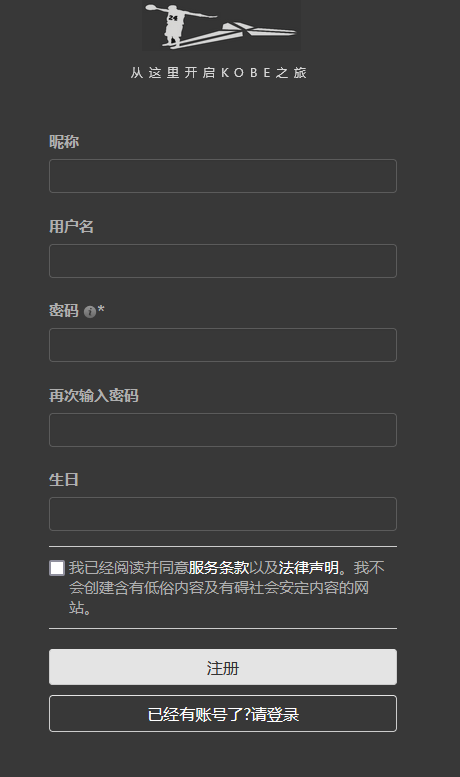 24
从这里开启KOBE之旅
昵称
用户名
密码 i*
再次输入密码
生日
我已经阅读并同意服务条款以及法律声明。我不
会创建含有低俗内容及有碍社会安定内容的网
站。
注册
已经有账号了?请登录